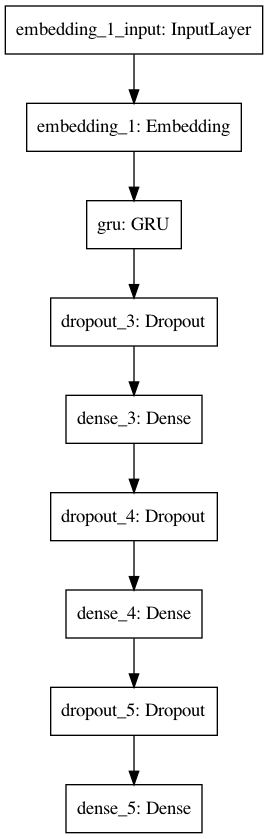 embedding_1_input: InputLayer
embedding_1: Embedding
gru: GRU
dropout_3: Dropout
dense_3: Dense
dropout_4: Dropout
dense_4: Dense
dropout_5: Dropout
dense_5: Dense